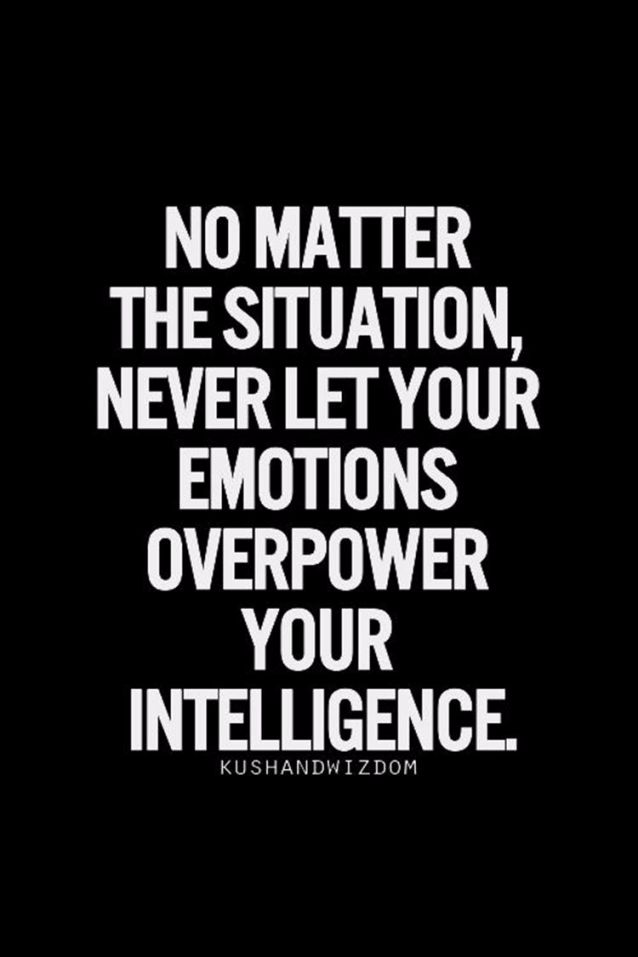 NO MATTER
THE SITUATION,
NEVER LET YOUR
EMOTIONS
OVERPOWER
YOUR
INTELLIGENCE.
KUSHANDWIZDOM